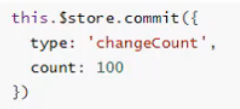 this.$store.commit({
  type: 'changeCount',
  count: 100
})